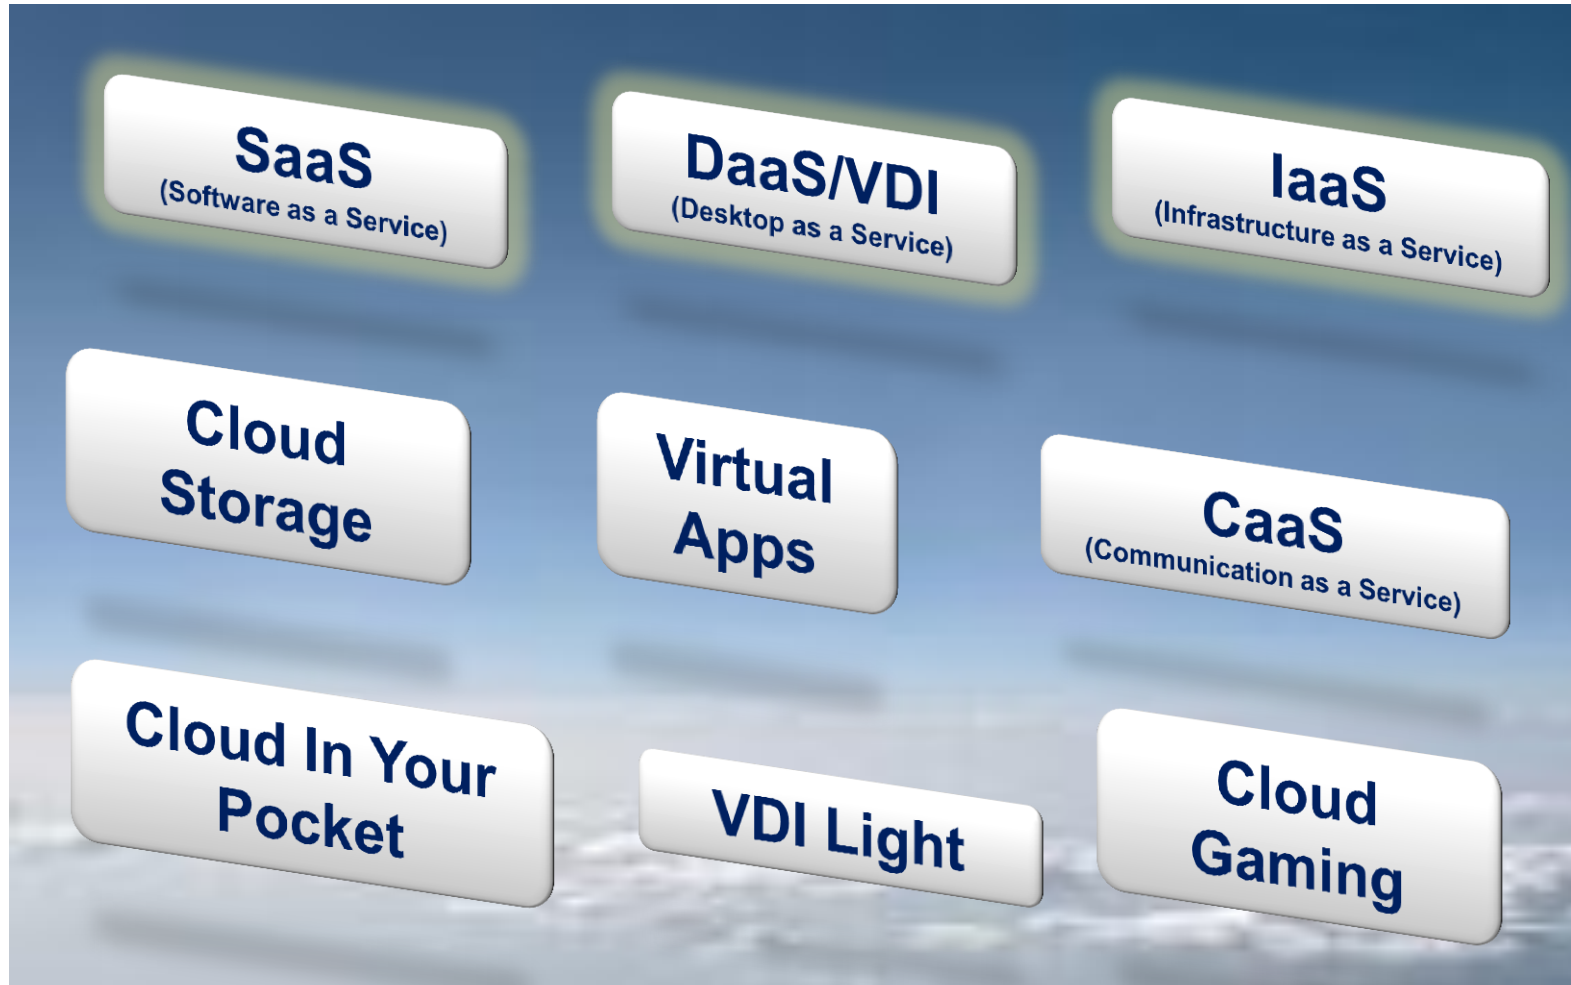 SaaS
(Software as a Service)
DaaS/VDI
(Desktop as a Service)
IaaS
(Infrastructure as a Service)
Cloud
Storage
Virtual
Apps
CaaS
(Communication as a Service)
Cloud In Your
Pocket
VDI Light
Cloud
Gaming